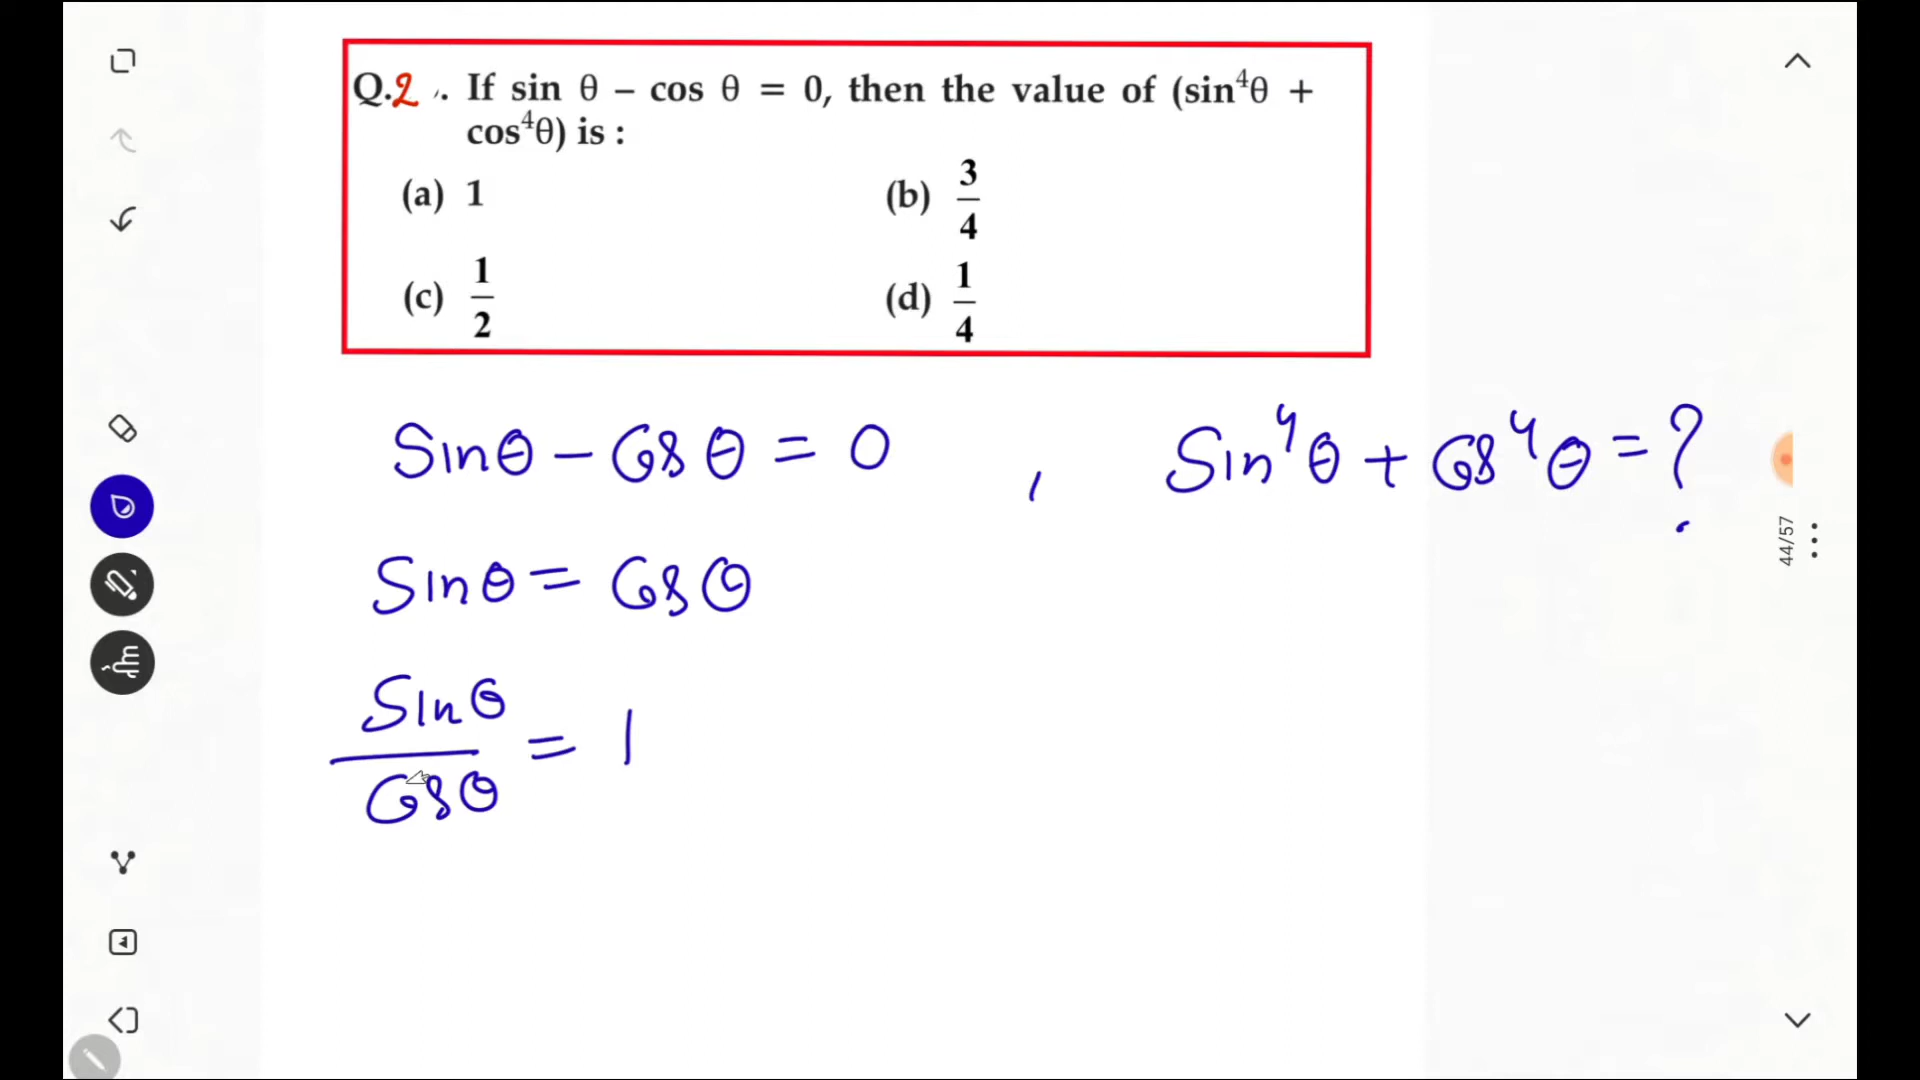 Q.2 . If sin θ – cos θ = 0, then the value of (sin⁴θ +
cos⁴θ) is :
(a) 1
(b) 3/4
(c) 1/2
(d) 1/4
Sinθ – Cosθ = 0 , Sin⁴θ + Cos⁴θ = ?
Sinθ = Cosθ
Sinθ/Cosθ = 1
44/57